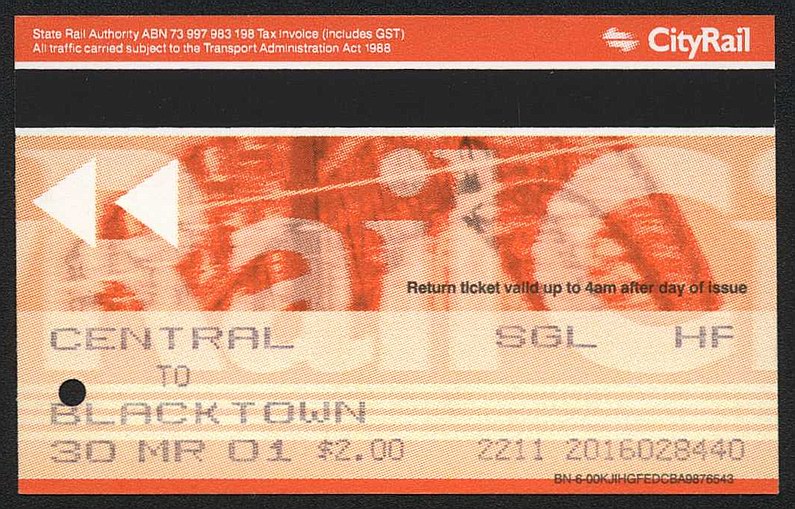 State Rail Authority ABN 73 997 983 198 Tax Invoice (includes GST)
All traffic carried subject to the Transport Administration Act 1988
CityRail
Return ticket valid up to 4am after day of issue
CENTRAL SGL HF
TO
BLACKTOWN
30 MR 01 $2.00 2211 2016028440
BN-6-00KJIHGFEDCBA9876543